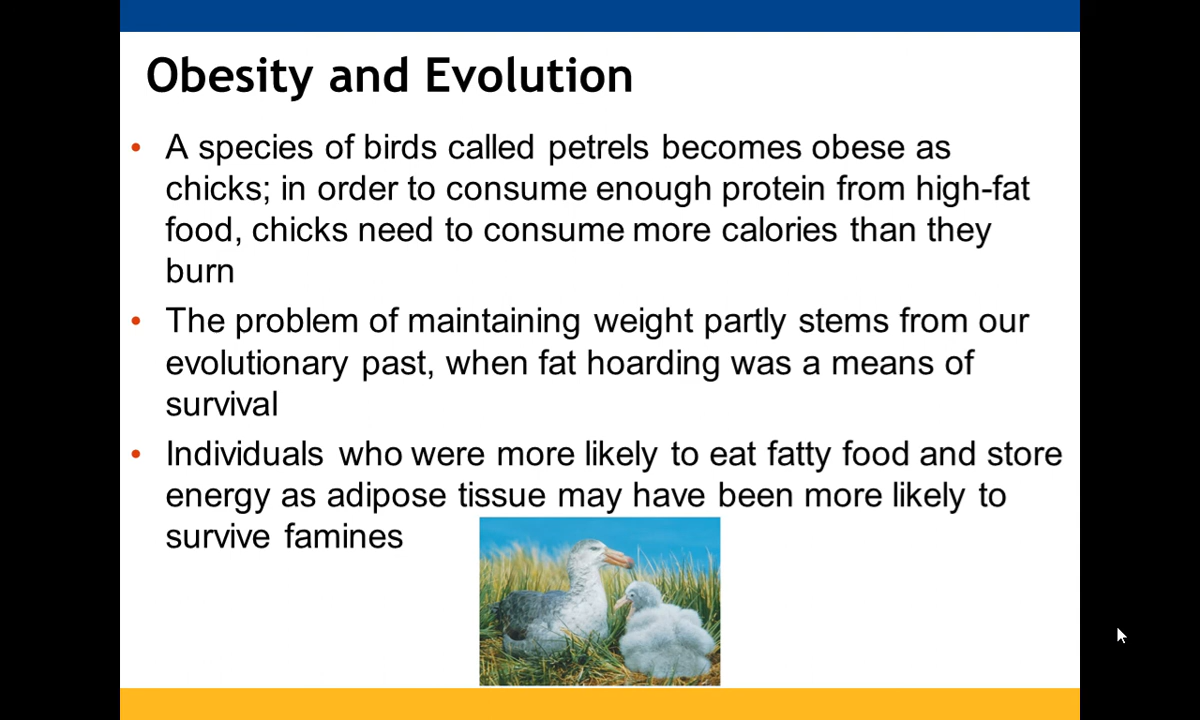 Obesity and Evolution
• A species of birds called petrels becomes obese as
chicks; in order to consume enough protein from high-fat
food, chicks need to consume more calories than they
burn
• The problem of maintaining weight partly stems from our
evolutionary past, when fat hoarding was a means of
survival
• Individuals who were more likely to eat fatty food and store
energy as adipose tissue may have been more likely to
survive famines